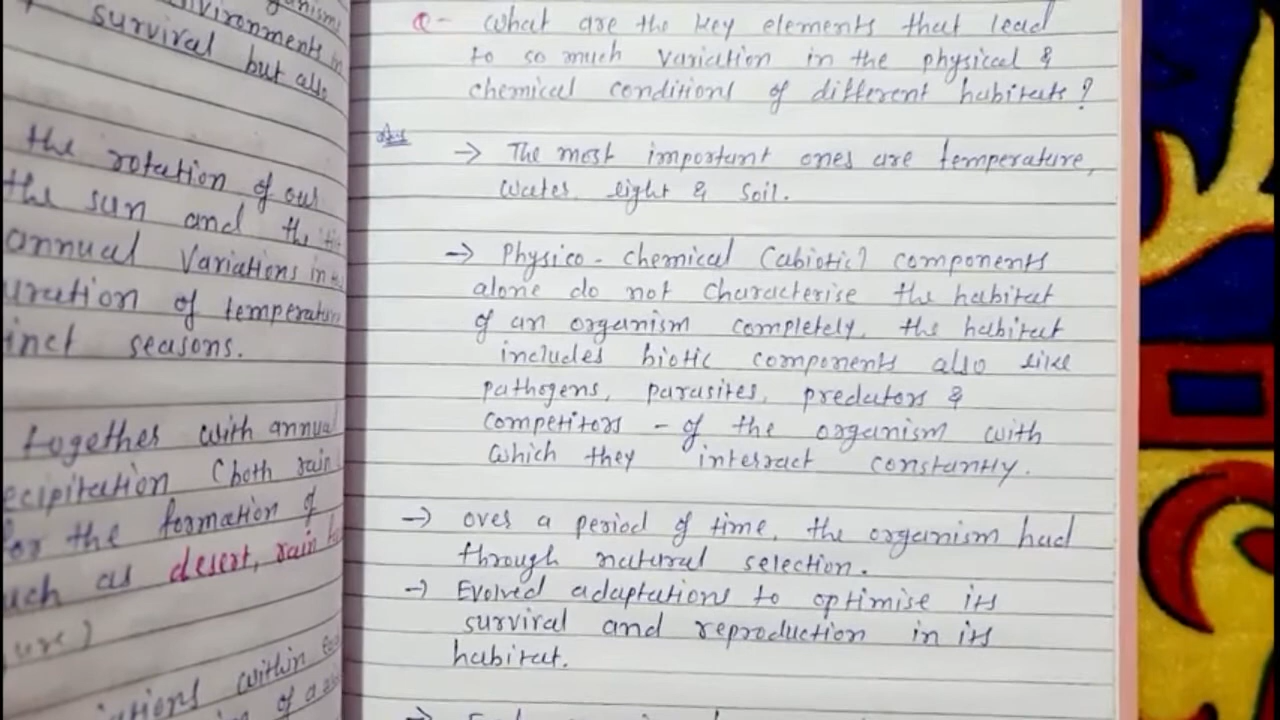 survival but also
the rotation of our
the sun and the
annual variations in
of temperature
seasons.
together with annual
(both rain
for the formation of
such as desert, rain
within
of a
Q- What are the key elements that lead
to so much variation in the physical &
chemical conditions of different habitats?
Ans
→ The most important ones are temperature,
water, light & soil.
→ Physico-chemical (abiotic) components
alone do not characterise the habitat
of an organism completely, the habitat
includes biotic components also like
pathogens, parasites, predators &
competitors - of the organism with
which they interact constantly.
→ over a period of time, the organism had
through natural selection.
→ Evolved adaptations to optimise its
survival and reproduction in its
habitat.